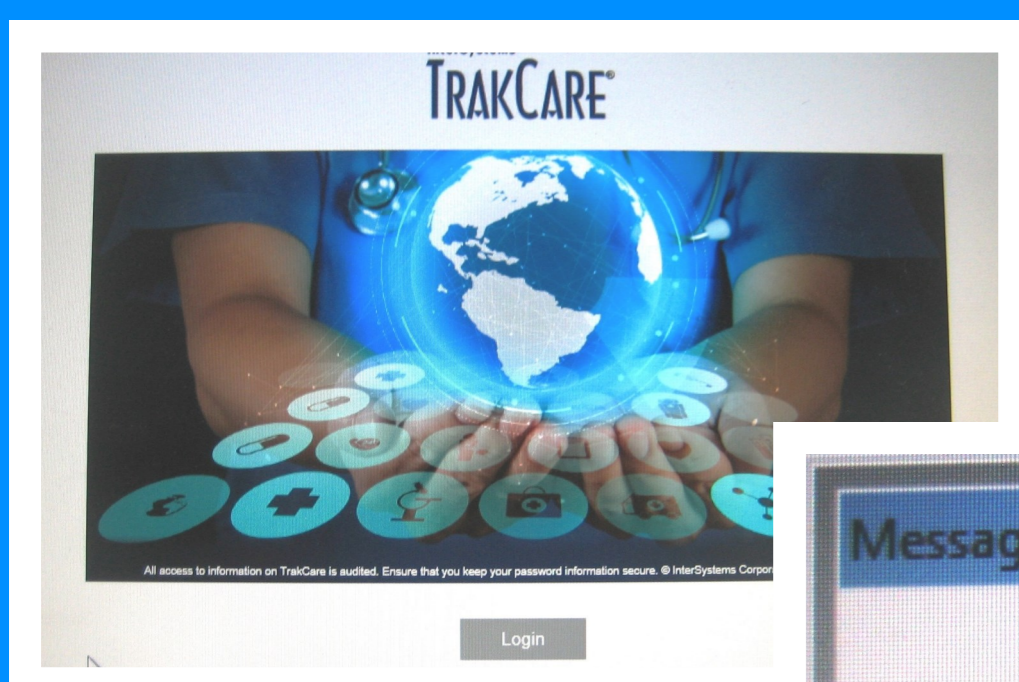 TRAKCARE®
All access to information on TrakCare is audited. Ensure that you keep your password information secure. © InterSystems Corpor
Login
Messag